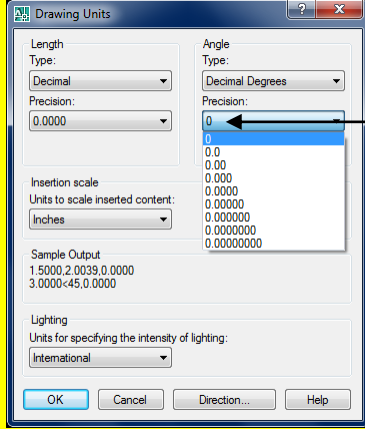 Drawing Units
?
X
Length
Type:
Decimal
Precision:
0.0000
Angle
Type:
Decimal Degrees
Precision:
0
0
0.0
0.00
0.000
0.0000
0.00000
0.000000
0.0000000
0.00000000
Insertion scale
Units to scale inserted content:
Inches
Sample Output
1.5000,2.0039,0.0000
3.0000<45,0.0000
Lighting
Units for specifying the intensity of lighting:
International
OK
Cancel
Direction...
Help